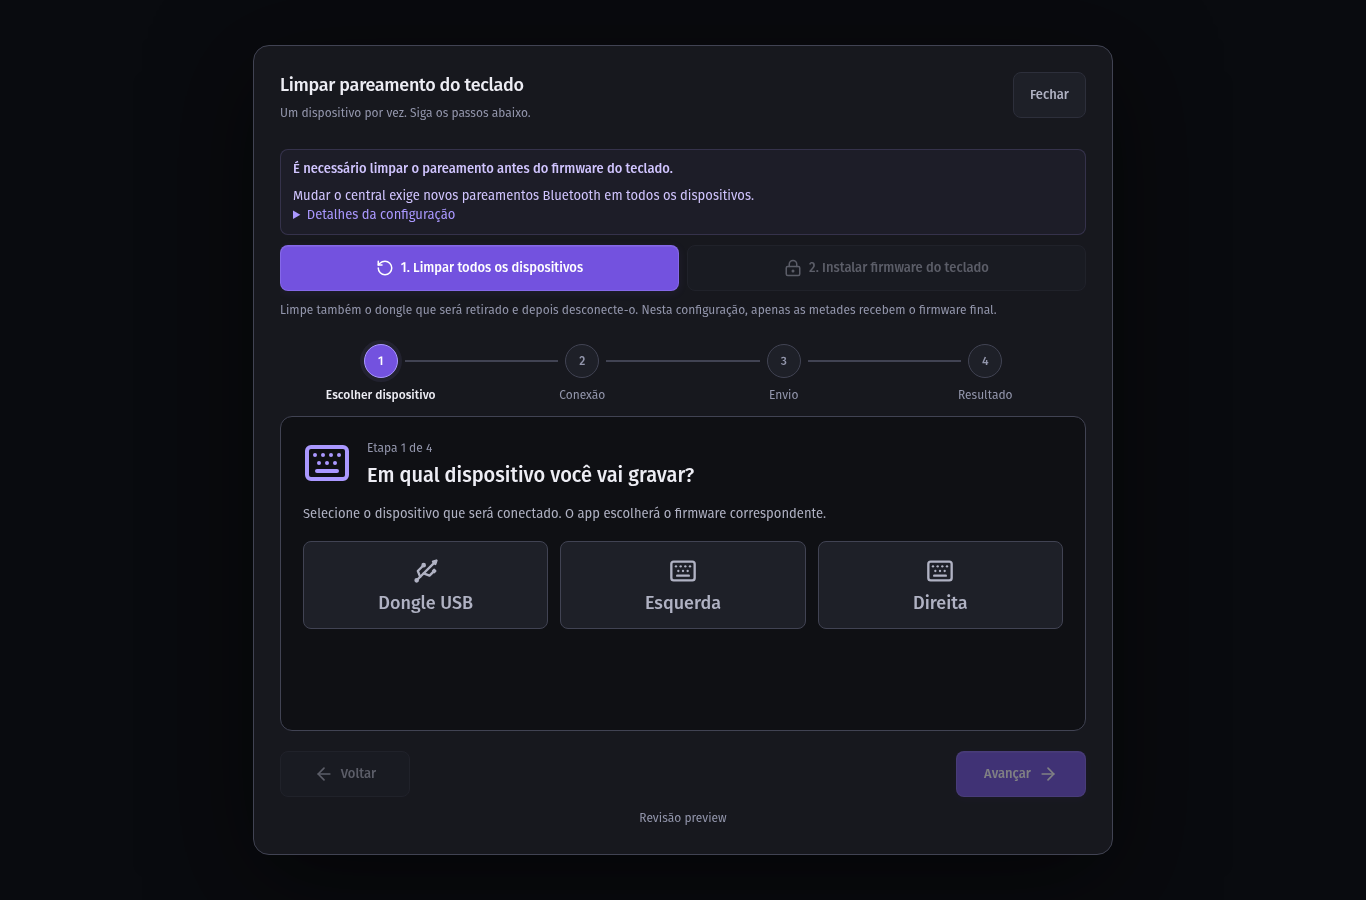 Limpar pareamento do teclado
Um dispositivo por vez. Siga os passos abaixo.
Fechar
É necessário limpar o pareamento antes do firmware do teclado.
Mudar o central exige novos pareamentos Bluetooth em todos os dispositivos.
Detalhes da configuração
1. Limpar todos os dispositivos
2. Instalar firmware do teclado
Limpe também o dongle que será retirado e depois desconecte-o. Nesta configuração, apenas as metades recebem o firmware final.
1
2
3
4
Escolher dispositivo
Conexão
Envio
Resultado
Etapa 1 de 4
Em qual dispositivo você vai gravar?
Selecione o dispositivo que será conectado. O app escolherá o firmware correspondente.
Dongle USB
Esquerda
Direita
Voltar
Avançar
Revisão preview